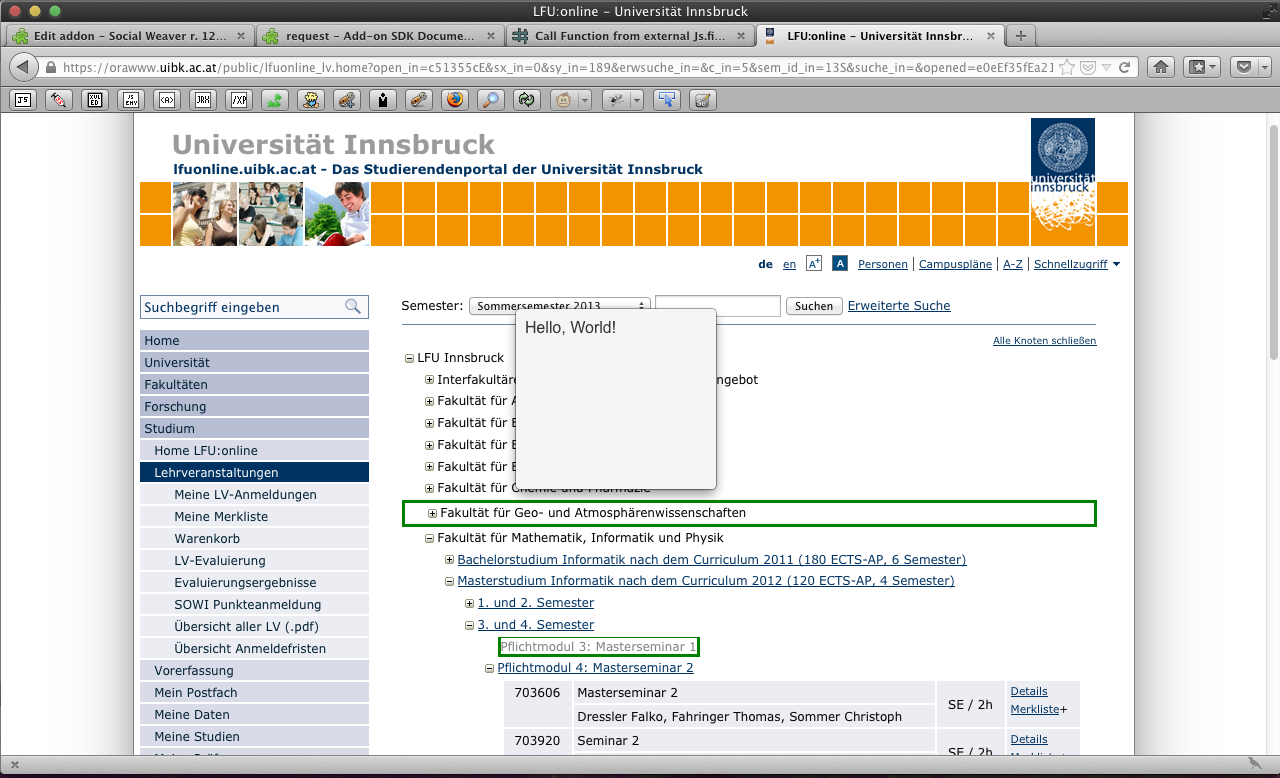 LFU:online – Universität Innsbruck
Edit addon – Social Weaver r. 12...
request – Add-on SDK Docume...
Call Function from external Js.fi...
LFU:online – Universität Innsbr...
https://orawww.uibk.ac.at/public/lfuonline_lv.home?open_in=c51355cE&sx_in=0&sy_in=189&erwsuche_in=&c_in=5&sem_id_in=13S&suche_in=&opened=e0eEf35fEa21
Universität Innsbruck
lfuonline.uibk.ac.at - Das Studierendenportal der Universität Innsbruck
universität
innsbruck
de en A+ A Personen Campuspläne A-Z Schnellzugriff
Suchbegriff eingeben
Semester: Sommersemester 2013 Suchen Erweiterte Suche
Hello, World!
Alle Knoten schließen
Home
Universität
Fakultäten
Forschung
Studium
Home LFU:online
Lehrveranstaltungen
Meine LV-Anmeldungen
Meine Merkliste
Warenkorb
LV-Evaluierung
Evaluierungsergebnisse
SOWI Punkteanmeldung
Übersicht aller LV (.pdf)
Übersicht Anmeldefristen
Vorerfassung
Mein Postfach
Meine Daten
Meine Studien
LFU Innsbruck
Interfakultäre ngebot
Fakultät für A
Fakultät für B
Fakultät für B
Fakultät für B
Fakultät für Chemie und Pharmazie
Fakultät für Geo- und Atmosphärenwissenschaften
Fakultät für Mathematik, Informatik und Physik
Bachelorstudium Informatik nach dem Curriculum 2011 (180 ECTS-AP, 6 Semester)
Masterstudium Informatik nach dem Curriculum 2012 (120 ECTS-AP, 4 Semester)
1. und 2. Semester
3. und 4. Semester
Pflichtmodul 3: Masterseminar 1
Pflichtmodul 4: Masterseminar 2
703606 Masterseminar 2 SE / 2h Details
Dressler Falko, Fahringer Thomas, Sommer Christoph Merkliste+
703920 Seminar 2 SE / 2h Details